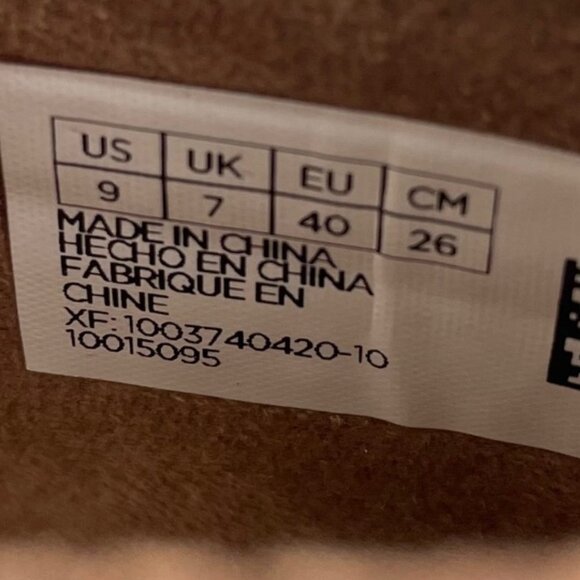 US UK EU CM
9 7 40 26
MADE IN CHINA
HECHO EN CHINA
FABRIQUE EN
CHINE
XF: 1003740420-10
10015095